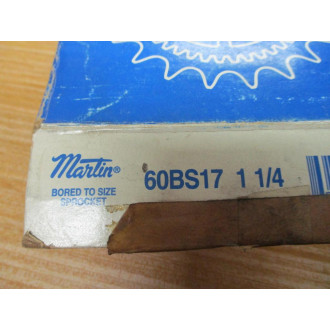 Martin®
BORED TO SIZE
SPROCKET
60BS17 1 1/4